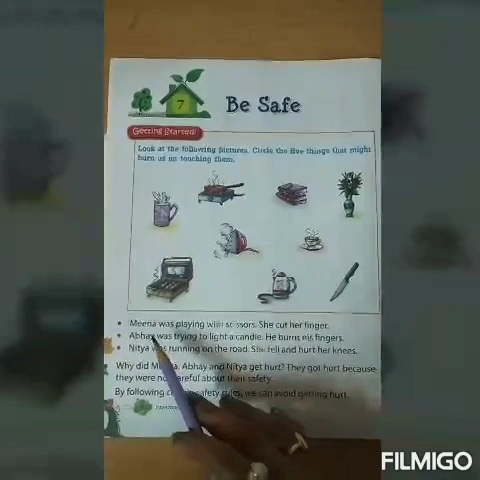 7
Be Safe
Getting Started!
Look at the following pictures. Circle the five things that might
burn us on touching them.
Meena was playing with scissors. She cut her finger.
Abhay was trying to light a candle. He burns his fingers.
Nitya was running on the road. She fell and hurt her knees.
Why did Meena, Abhay and Nitya get hurt? They got hurt because
they were not careful about their safety.
By following certain safety rules, we can avoid getting hurt.
FILMIGO